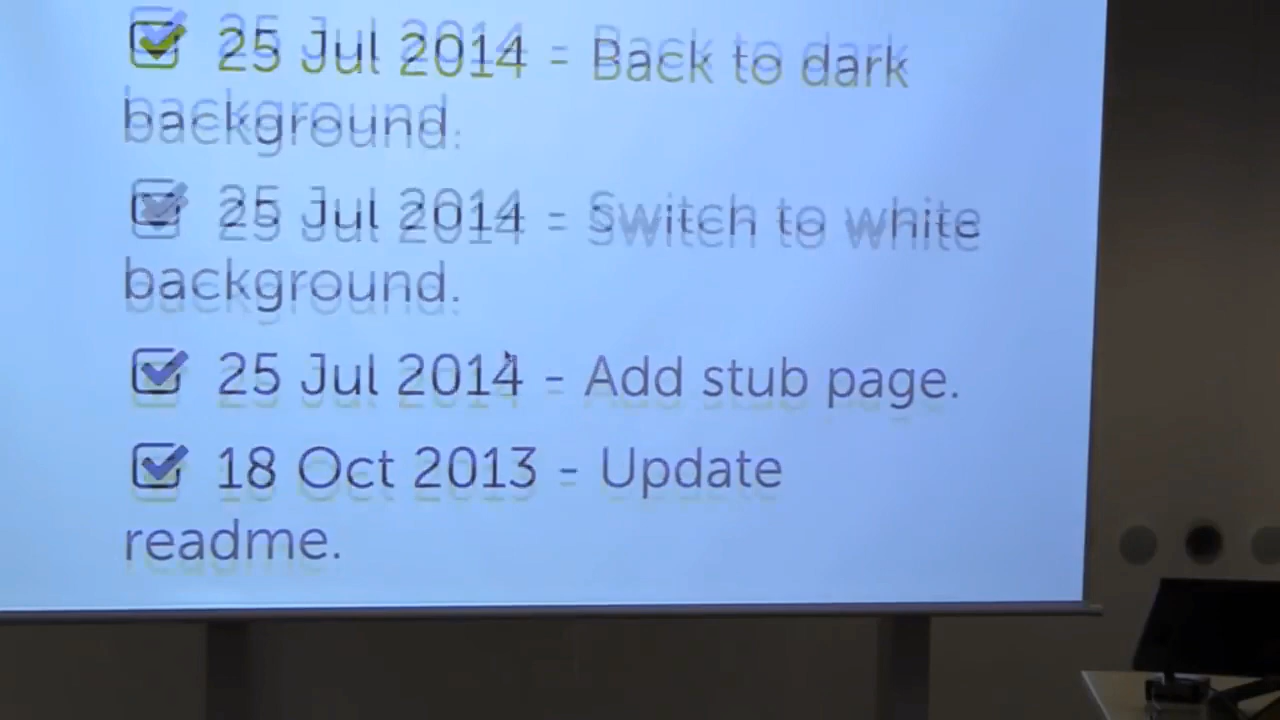 25 Jul 2014 - Back to dark
background.
25 Jul 2014 - Switch to white
background.
25 Jul 2014 - Add stub page.
18 Oct 2013 - Update
readme.